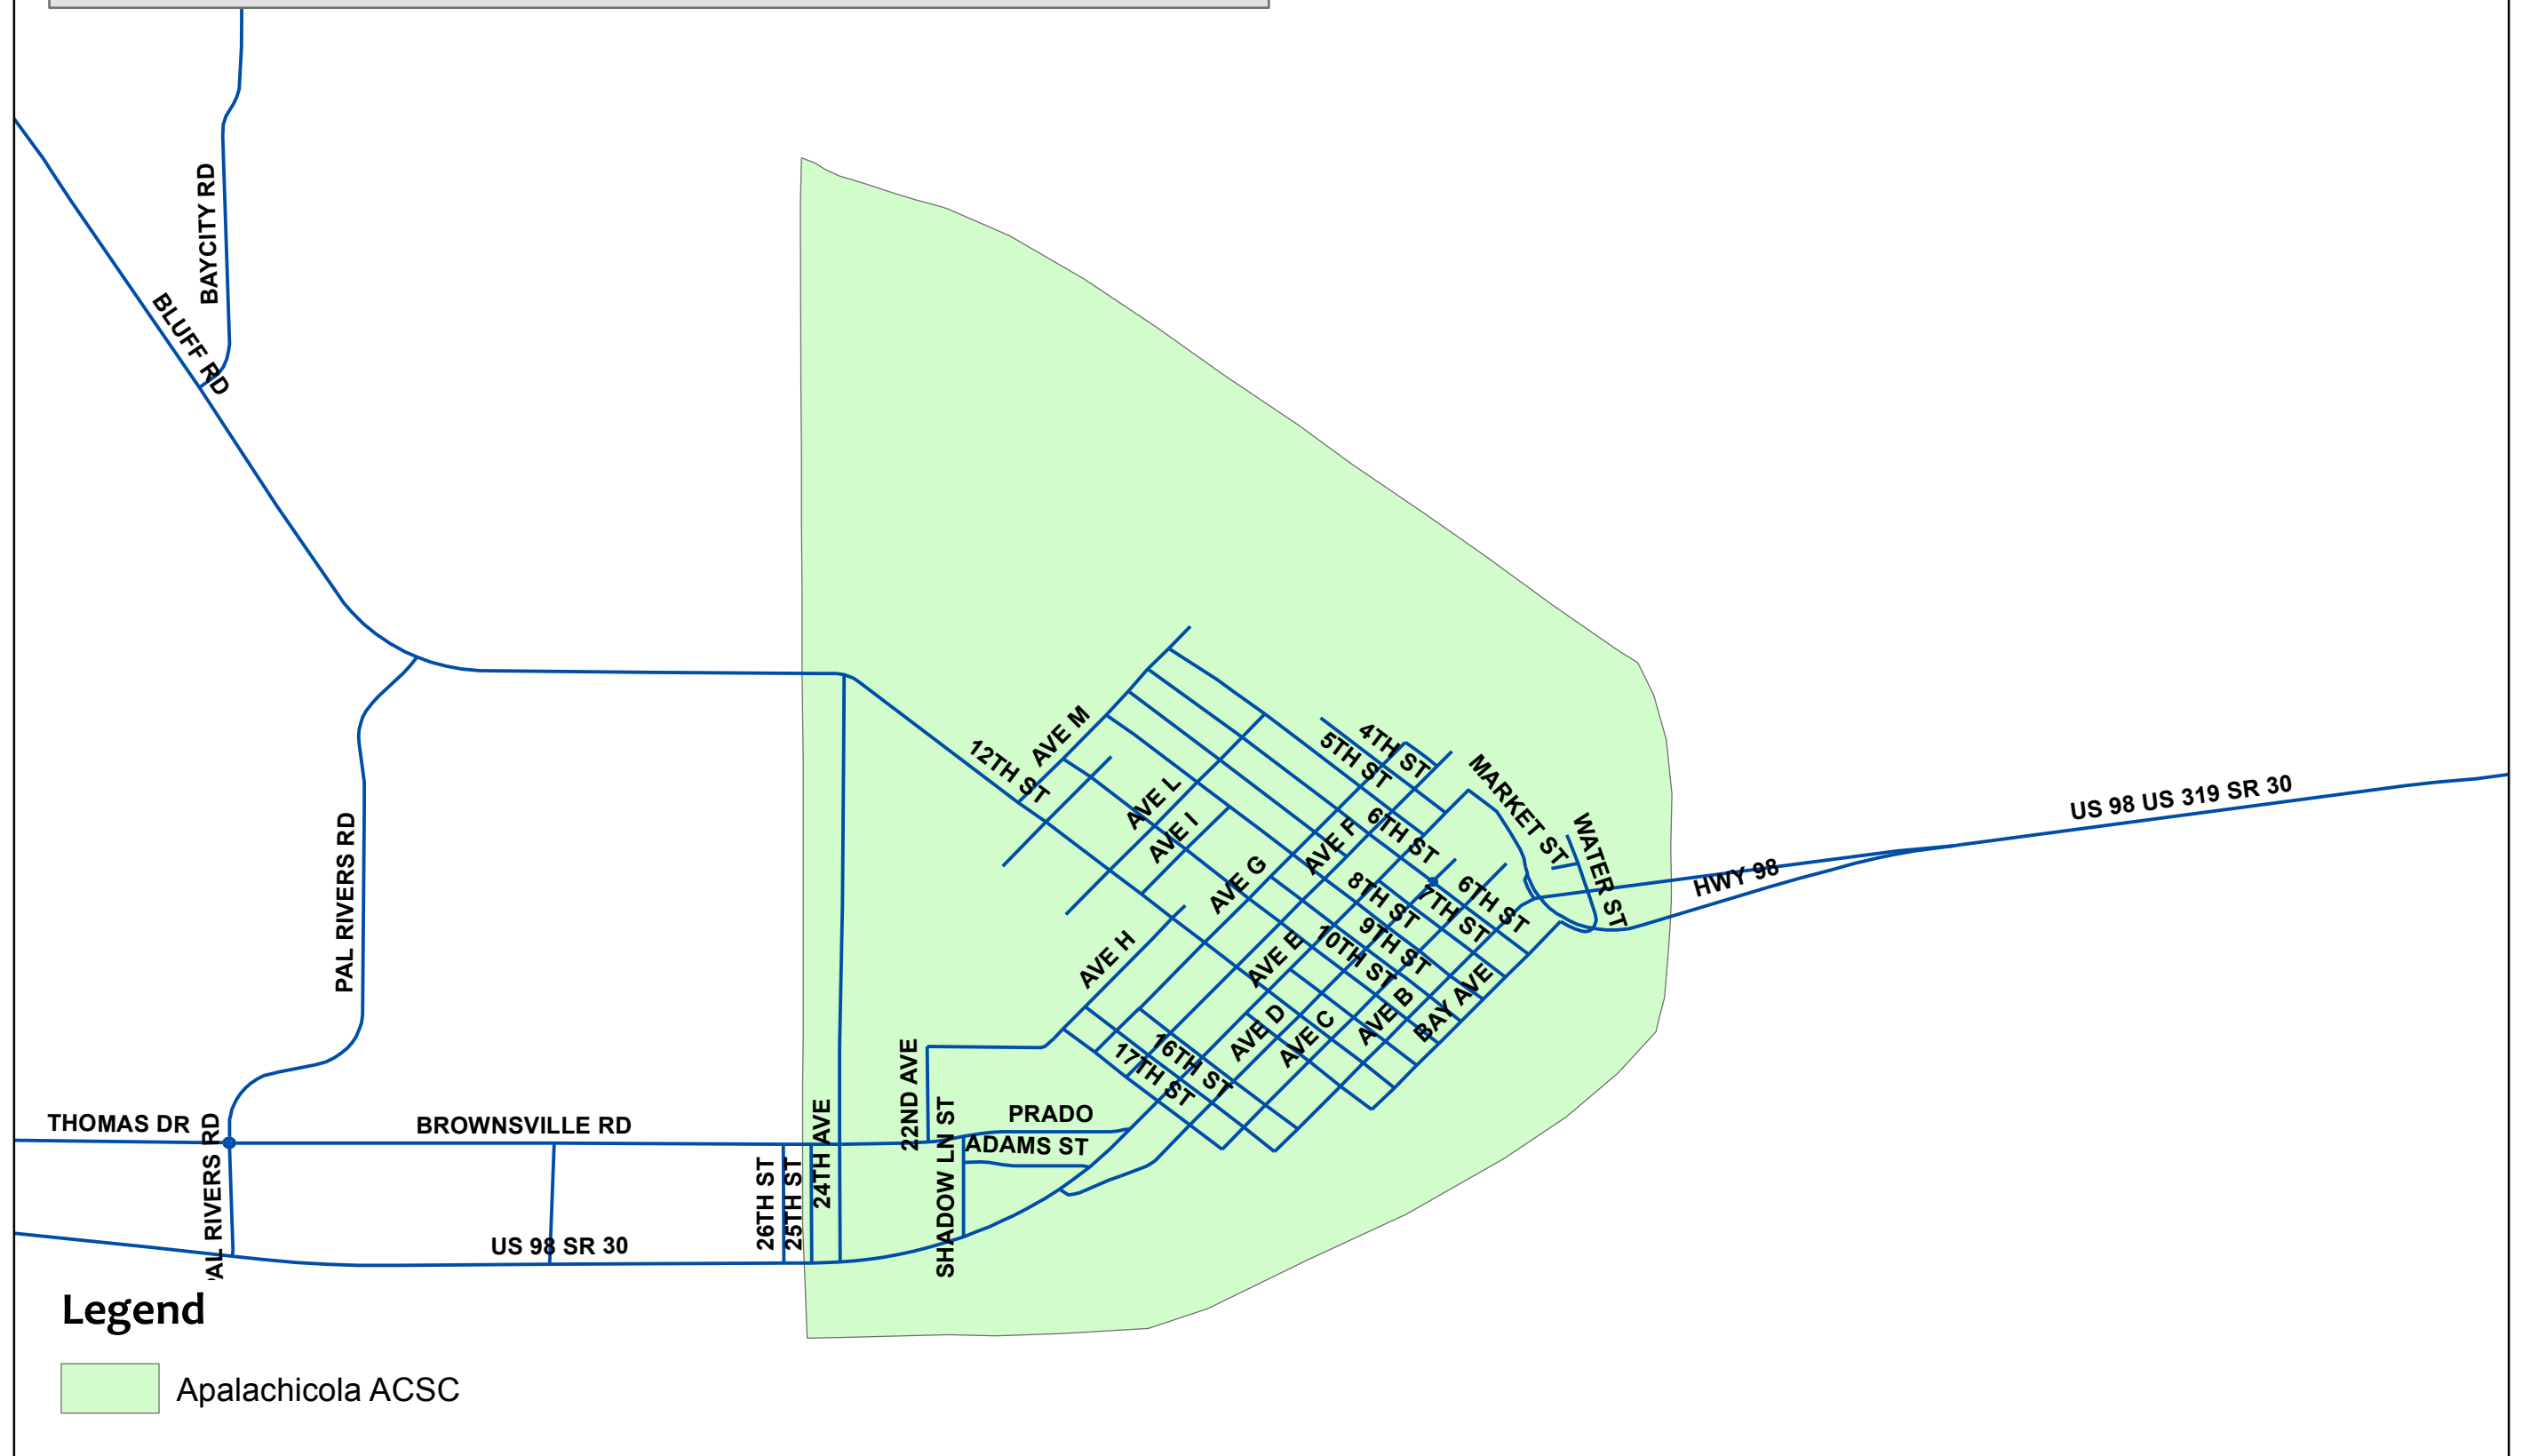 BAYCITY RD
BLUFF RD
AVE M
12TH ST
4TH ST
5TH ST
MARKET ST
AVE L
AVE I
6TH ST
AVE F
WATER ST
US 98 US 319 SR 30
HWY 98
PAL RIVERS RD
AVE G
8TH ST
7TH ST
6TH ST
AVE H
AVE E
9TH ST
10TH ST
AVE D
AVE C
AVE B
BAY AVE
16TH ST
17TH ST
22ND AVE
THOMAS DR
BROWNSVILLE RD
PRADO
ADAMS ST
PAL RIVERS RD
26TH ST
25TH ST
24TH AVE
SHADOW LN ST
US 98 SR 30
Legend
Apalachicola ACSC